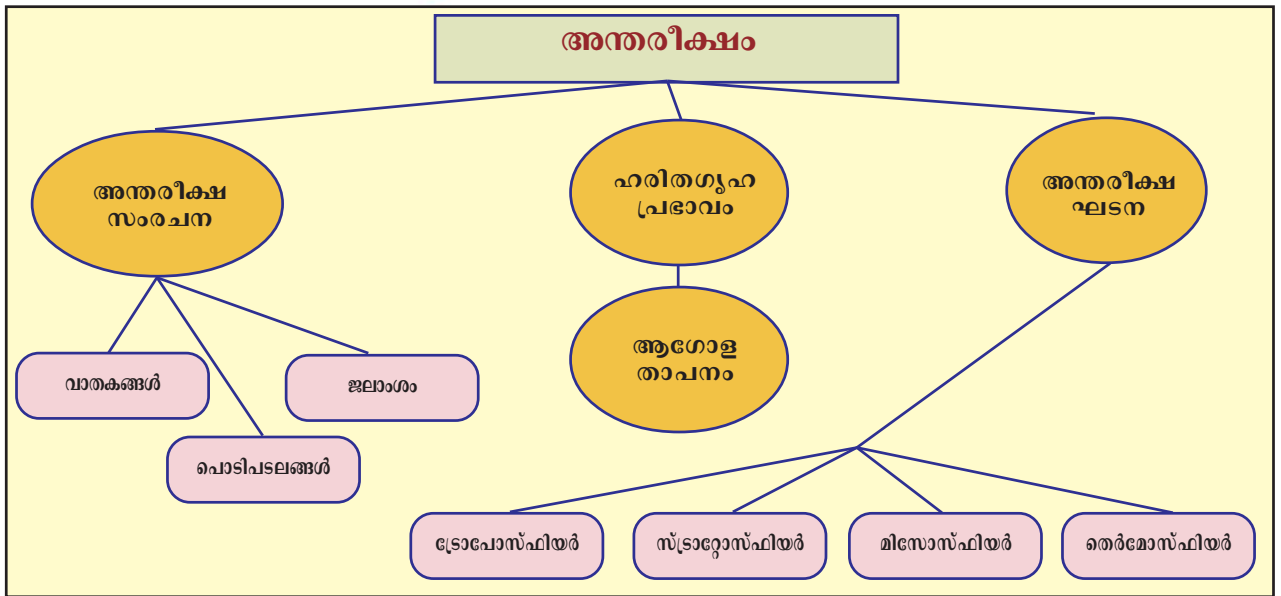 അന്തരീക്ഷം
അന്തരീക്ഷ
സംരചന
ഹരിതഗൃഹ
പ്രഭാവം
അന്തരീക്ഷ
ഘടന
ആഗോള
താപനം
വാതകങ്ങൾ
ജലാംശം
പൊടിപടലങ്ങൾ
ട്രോപോസ്ഫിയർ
സ്ട്രാറ്റോസ്ഫിയർ
മിസോസ്ഫിയർ
തെർമോസ്ഫിയർ